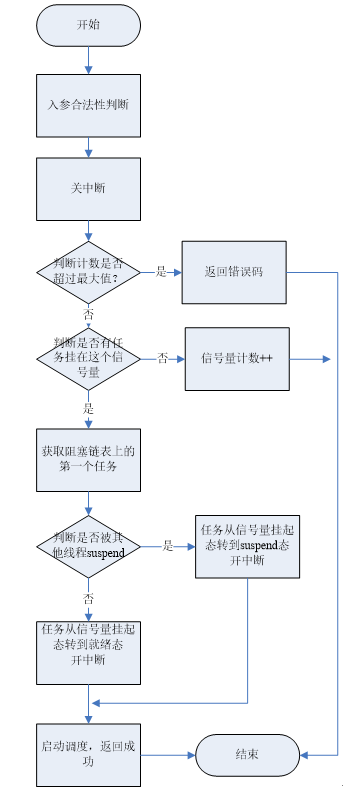 开始
入参合法性判断
关中断
判断计数是否
超过最大值?
是
返回错误码
否
判断是否有任
务挂在这个信
号量
否
信号量计数++
是
获取阻塞链表上的
第一个任务
判断是否被其
他线程suspend
是
任务从信号量挂起
态转到suspend态
开中断
否
任务从信号量挂起
态转到就绪态
开中断
启动调度，返回成
功
结束